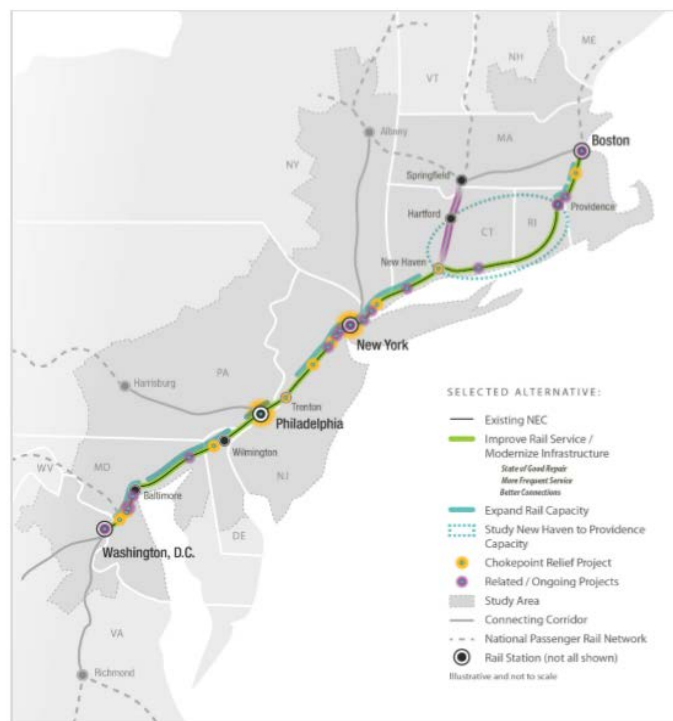 ME
VT
NH
Albany
MA
Boston
NY
Springfield
Hartford
Providence
CT
RI
New Haven
New York
PA
Harrisburg
Trenton
Philadelphia
Wilmington
NJ
WV
MD
Baltimore
DE
Washington, D.C.
VA
Richmond
SELECTED ALTERNATIVE:
Existing NEC
Improve Rail Service /
Modernize Infrastructure
State of Good Repair
More Frequent Service
Better Connections
Expand Rail Capacity
Study New Haven to Providence
Capacity
Chokepoint Relief Project
Related / Ongoing Projects
Study Area
Connecting Corridor
National Passenger Rail Network
Rail Station (not all shown)
Illustrative and not to scale